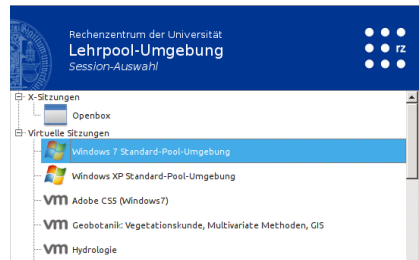 Rechenzentrum der Universität
Lehrpool-Umgebung
Session-Auswahl
rz
X-Sitzungen
Openbox
Virtuelle Sitzungen
Windows 7 Standard-Pool-Umgebung
Windows XP Standard-Pool-Umgebung
vm Adobe CS5 (Windows7)
vm Geobotanik: Vegetationskunde, Multivariate Methoden, GIS
vm Hydrologie